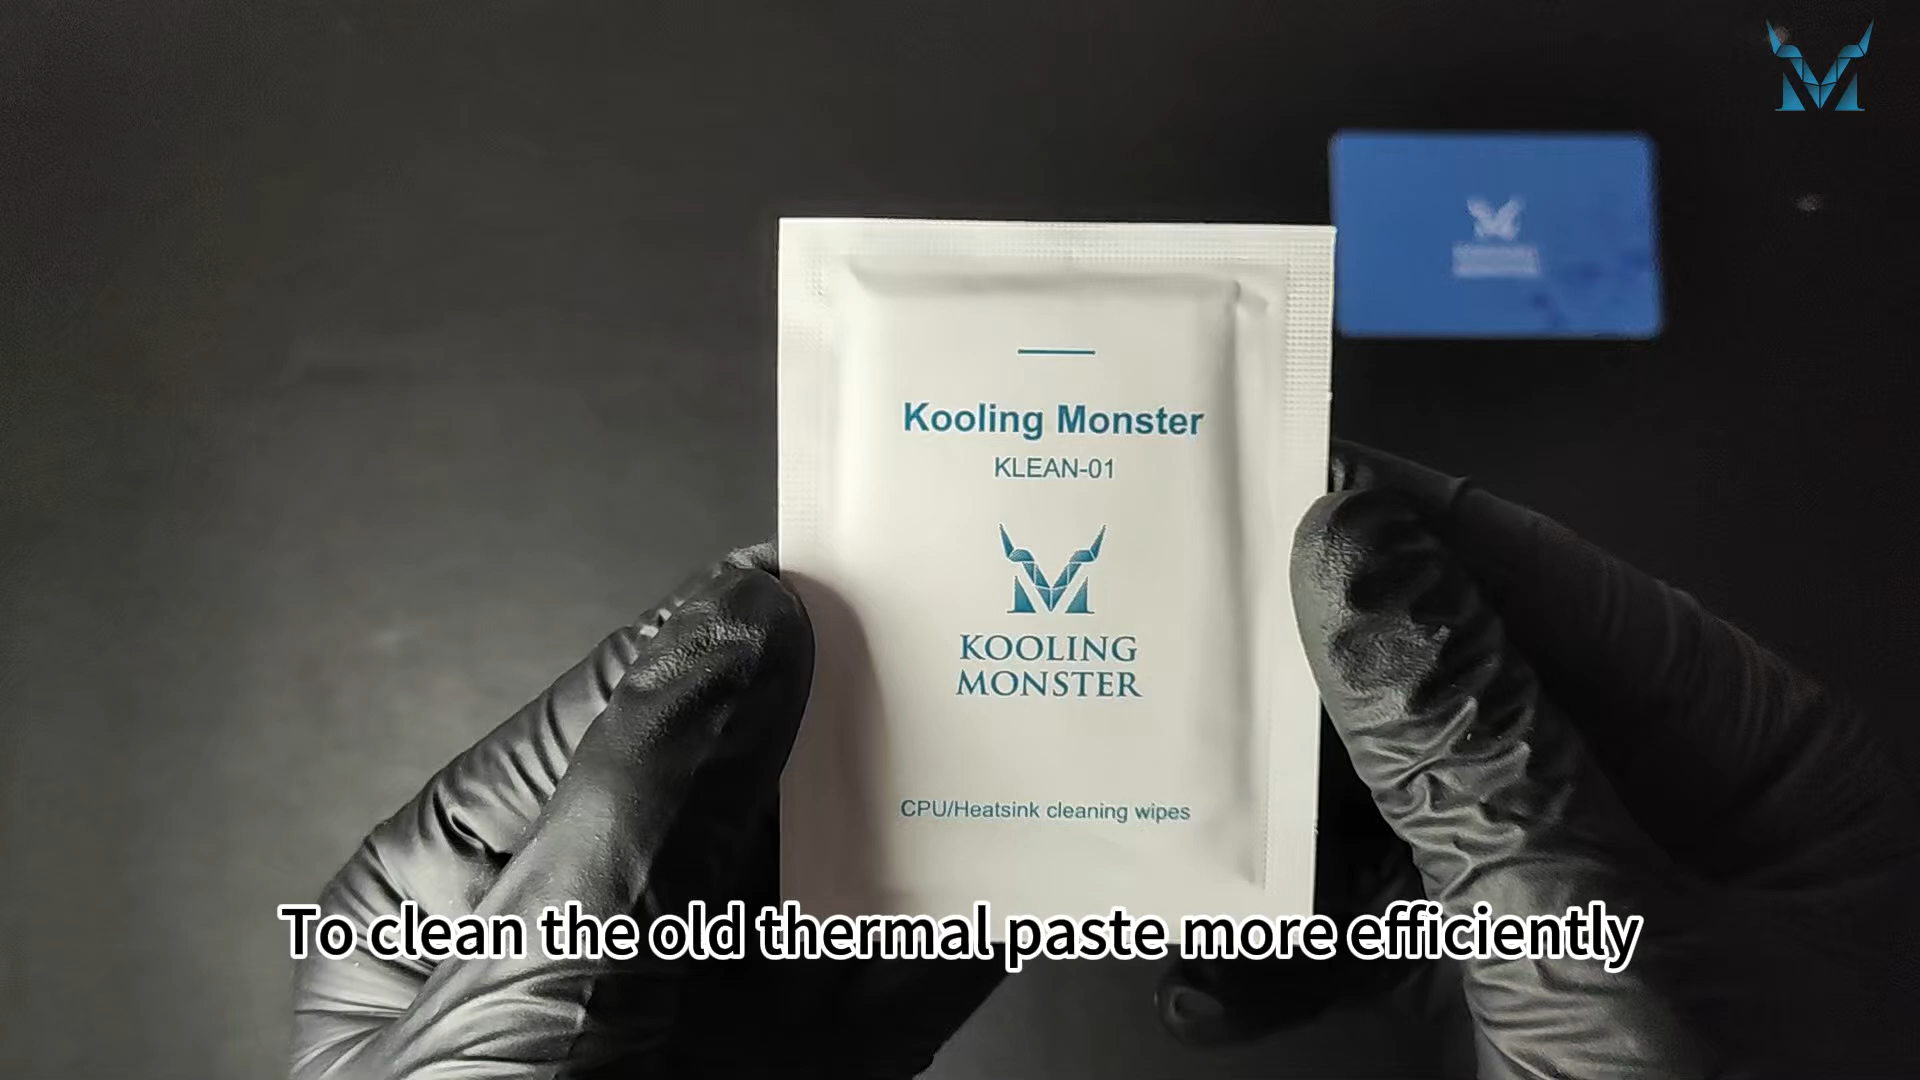 Kooling Monster
KLEAN-01
KOOLING
MONSTER
CPU/Heatsink cleaning wipes
To clean the old thermal paste more efficiently